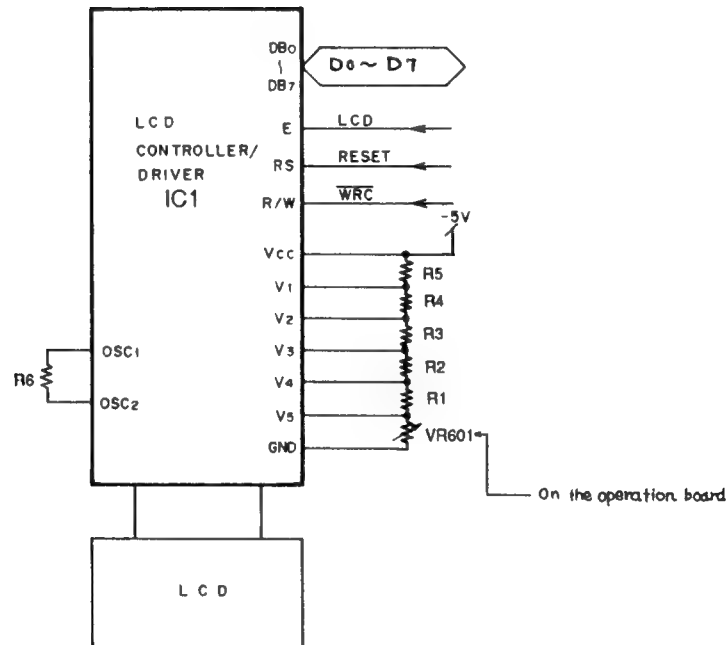 DB0
~
DB7
D0～D7
LCD
CONTROLLER/
DRIVER
IC1
E
LCD
RS
RESET
R/W
WRC
-5V
Vcc
R5
V1
R4
V2
R3
V3
R2
V4
R1
V5
VR601
GND
OSC1
R6
OSC2
On the operation board
LCD